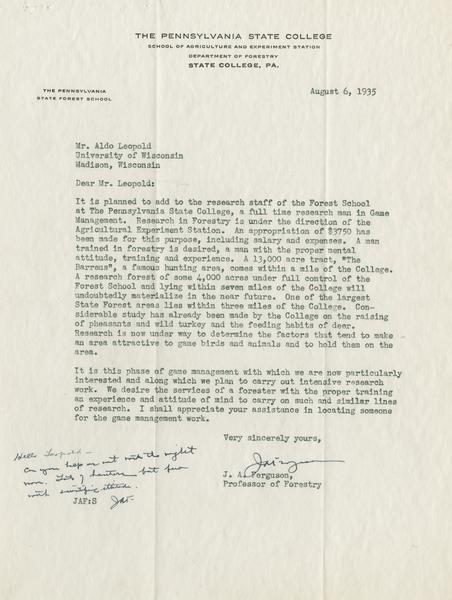 THE PENNSYLVANIA STATE COLLEGE
SCHOOL OF AGRICULTURE AND EXPERIMENT STATION
DEPARTMENT OF FORESTRY
STATE COLLEGE, PA.
THE PENNSYLVANIA
STATE FOREST SCHOOL
August 6, 1935
Mr. Aldo Leopold
University of Wisconsin
Madison, Wisconsin
Dear Mr. Leopold:
It is planned to add to the research staff of the Forest School
at The Pennsylvania State College, a full time research man in Game
Management. Research in Forestry is under the direction of the
Agricultural Experiment Station. An appropriation of $3750 has
been made for this purpose, including salary and expenses. A man
trained in forestry is desired, a man with the proper mental
attitude, training and experience. A 13,000 acre tract, "The
Barrens", a famous hunting area, comes within a mile of the College.
A research forest of some 4,000 acres under full control of the
Forest School and lying within seven miles of the College will
undoubtedly materialize in the near future. One of the largest
State Forest areas lies within three miles of the College. Con-
siderable study has already been made by the College on the raising
of pheasants and wild turkey and the feeding habits of deer.
Research is now under way to determine the factors that tend to make
an area attractive to game birds and animals and to hold them on the
area.
It is this phase of game management with which we are now particularly
interested and along which we plan to carry out intensive research
work. We desire the services of a forester with the proper training
an experience and attitude of mind to carry on such and similar lines
of research. I shall appreciate your assistance in locating someone
for the game management work.
Very sincerely yours,
J. A. Ferguson,
Professor of Forestry
Hello Leopold -
Can you help us out with the right
man. Lots of hunters but few
with scientific attitude.
JAF:S JAF-